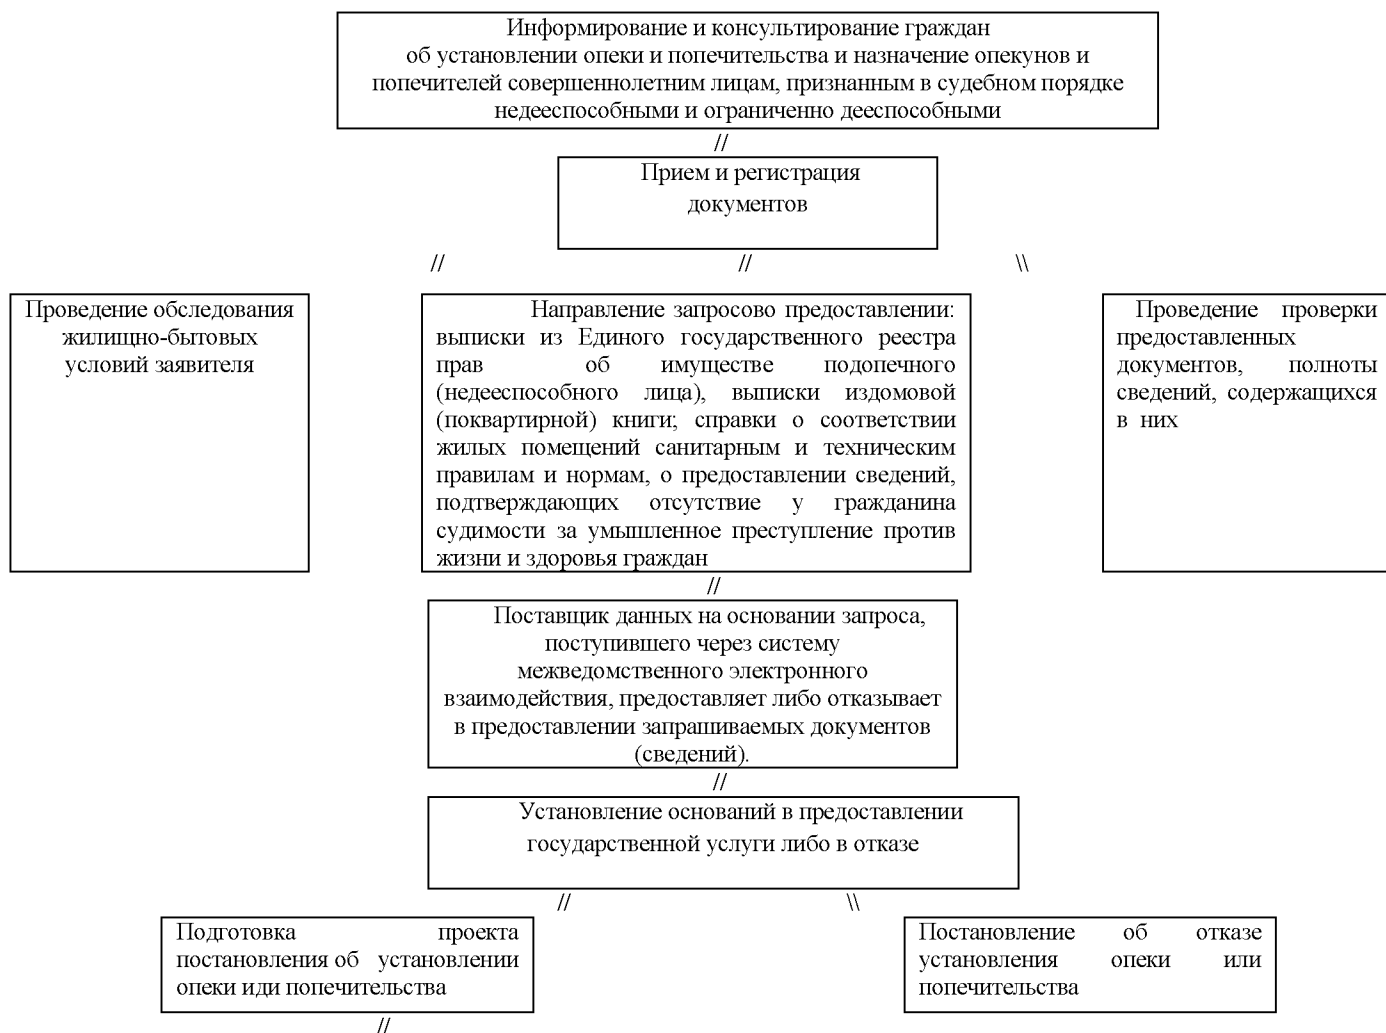 Информирование и консультирование граждан
об установлении опеки и попечительства и назначение опекунов и
попечителей совершеннолетним лицам, признанным в судебном порядке
недееспособными и ограниченно дееспособными
//
Прием и регистрация
документов
// // \\
Проведение обследования
жилищно-бытовых
условий заявителя
Направление запросово предоставлении:
выписки из Единого государственного реестра
прав об имуществе подопечного
(недееспособного лица), выписки издомовой
(поквартирной) книги; справки о соответствии
жилых помещений санитарным и техническим
правилам и нормам, о предоставлении сведений,
подтверждающих отсутствие у гражданина
судимости за умышленное преступление против
жизни и здоровья граждан
Проведение проверки
предоставленных
документов, полноты
сведений, содержащихся
в них
//
Поставщик данных на основании запроса,
поступившего через систему
межведомственного электронного
взаимодействия, предоставляет либо отказывает
в предоставлении запрашиваемых документов
(сведений).
//
Установление оснований в предоставлении
государственной услуги либо в отказе
// \\
Подготовка проекта
постановления об установлении
опеки иди попечительства
Постановление об отказе
установления опеки или
попечительства
//